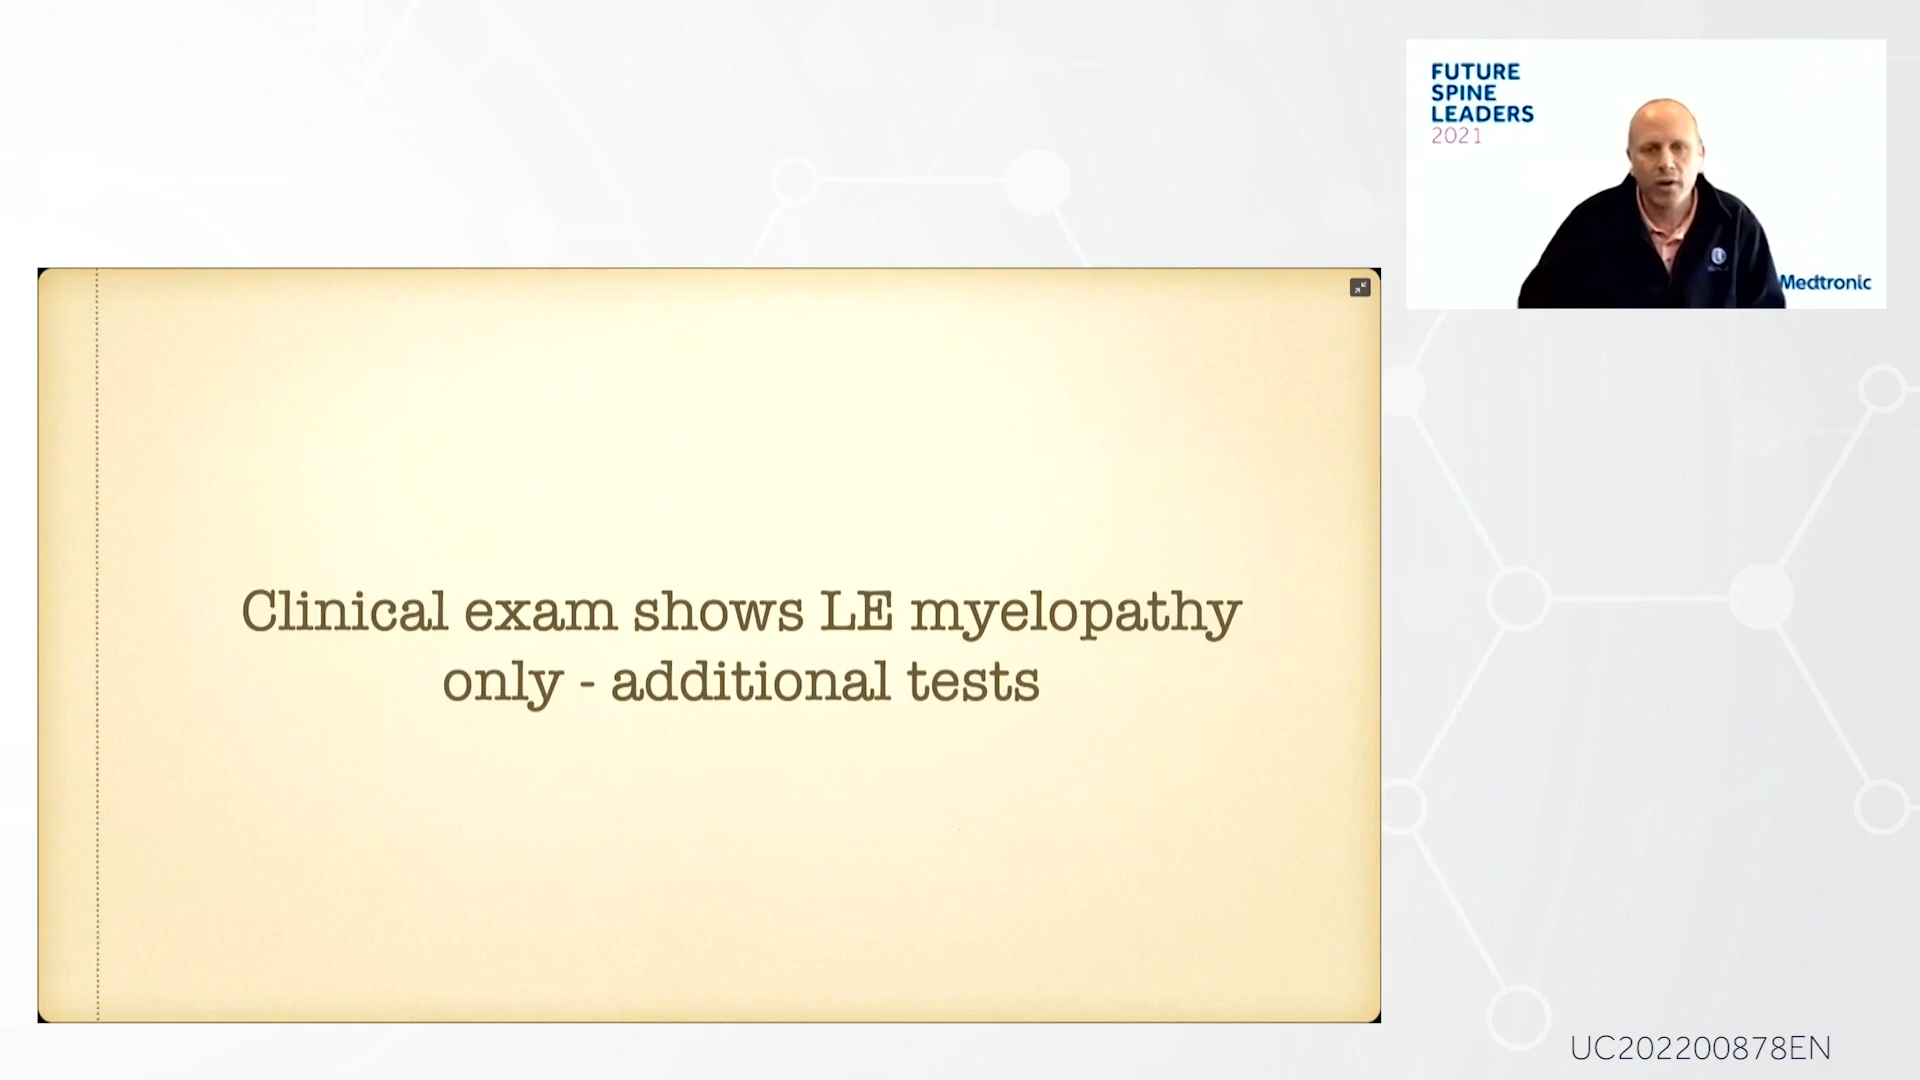 FUTURE
SPINE
LEADERS
2021
Medtronic
Clinical exam shows LE myelopathy
only - additional tests
UC202200878EN